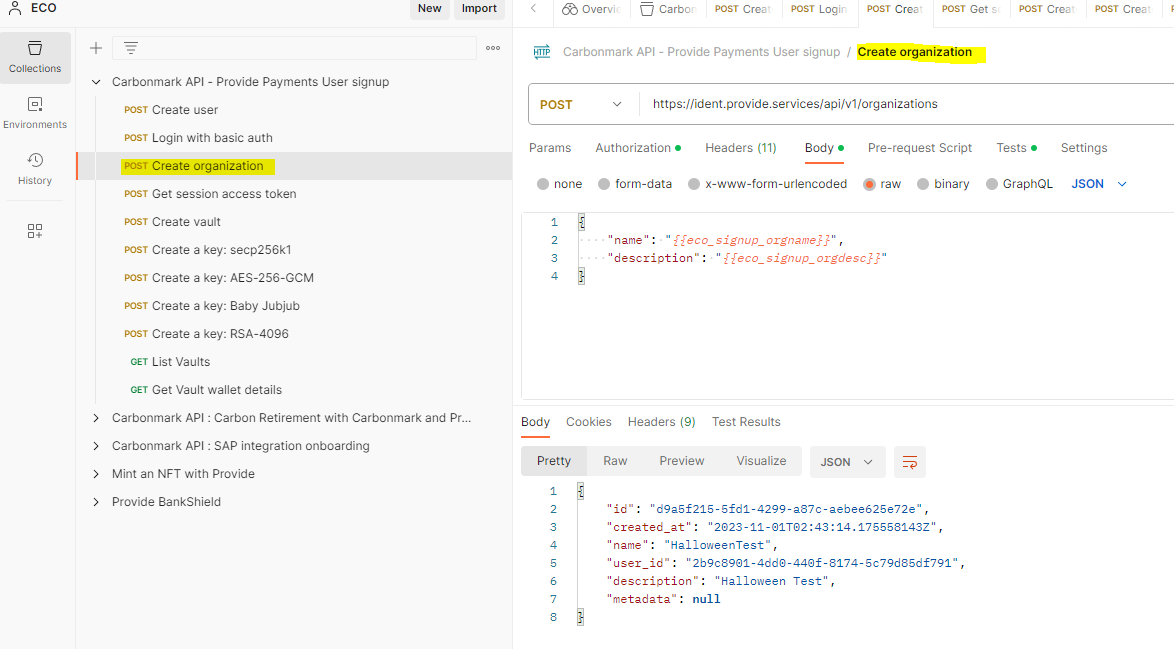 ECO
New
Import
Collections
Environments
History
Carbonmark API - Provide Payments User signup
POST Create user
POST Login with basic auth
POST Create organization
POST Get session access token
POST Create vault
POST Create a key: secp256k1
POST Create a key: AES-256-GCM
POST Create a key: Baby Jubjub
POST Create a key: RSA-4096
GET List Vaults
GET Get Vault wallet details
Carbonmark API : Carbon Retirement with Carbonmark and Pr...
Carbonmark API : SAP integration onboarding
Mint an NFT with Provide
Provide BankShield
Overvie Carbon POST Creat POST Login POST Creat POST Get se POST Creat POST Creat
HTTP Carbonmark API - Provide Payments User signup / Create organization
POST https://ident.provide.services/api/v1/organizations
Params Authorization Headers (11) Body Pre-request Script Tests Settings
none form-data x-www-form-urlencoded raw binary GraphQL JSON
1 {
2 "name": "{{eco_signup_orgname}}",
3 "description": "{{eco_signup_orgdesc}}"
4 }
Body Cookies Headers (9) Test Results
Pretty Raw Preview Visualize JSON
1 {
2 "id": "d9a5f215-5fd1-4299-a87c-aebee625e72e",
3 "created_at": "2023-11-01T02:43:14.175558143Z",
4 "name": "HalloweenTest",
5 "user_id": "2b9c8901-4dd0-440f-8174-5c79d85df791",
6 "description": "Halloween Test",
7 "metadata": null
8 }